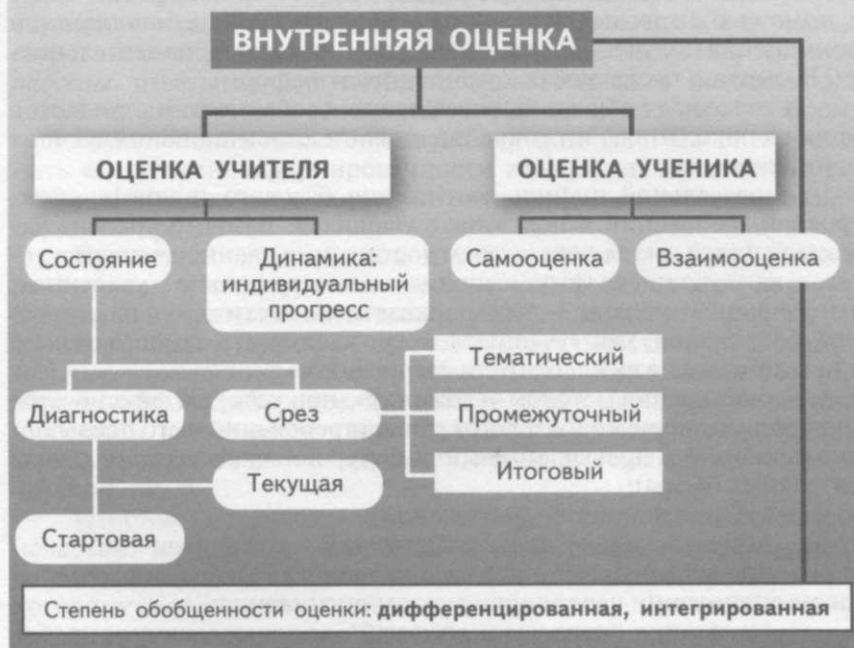 ВНУТРЕННЯЯ ОЦЕНКА
ОЦЕНКА УЧИТЕЛЯ
ОЦЕНКА УЧЕНИКА
Состояние
Динамика:
индивидуальный
прогресс
Самооценка
Взаимооценка
Диагностика
Срез
Тематический
Промежуточный
Итоговый
Текущая
Стартовая
Степень обобщенности оценки: дифференцированная, интегрированная